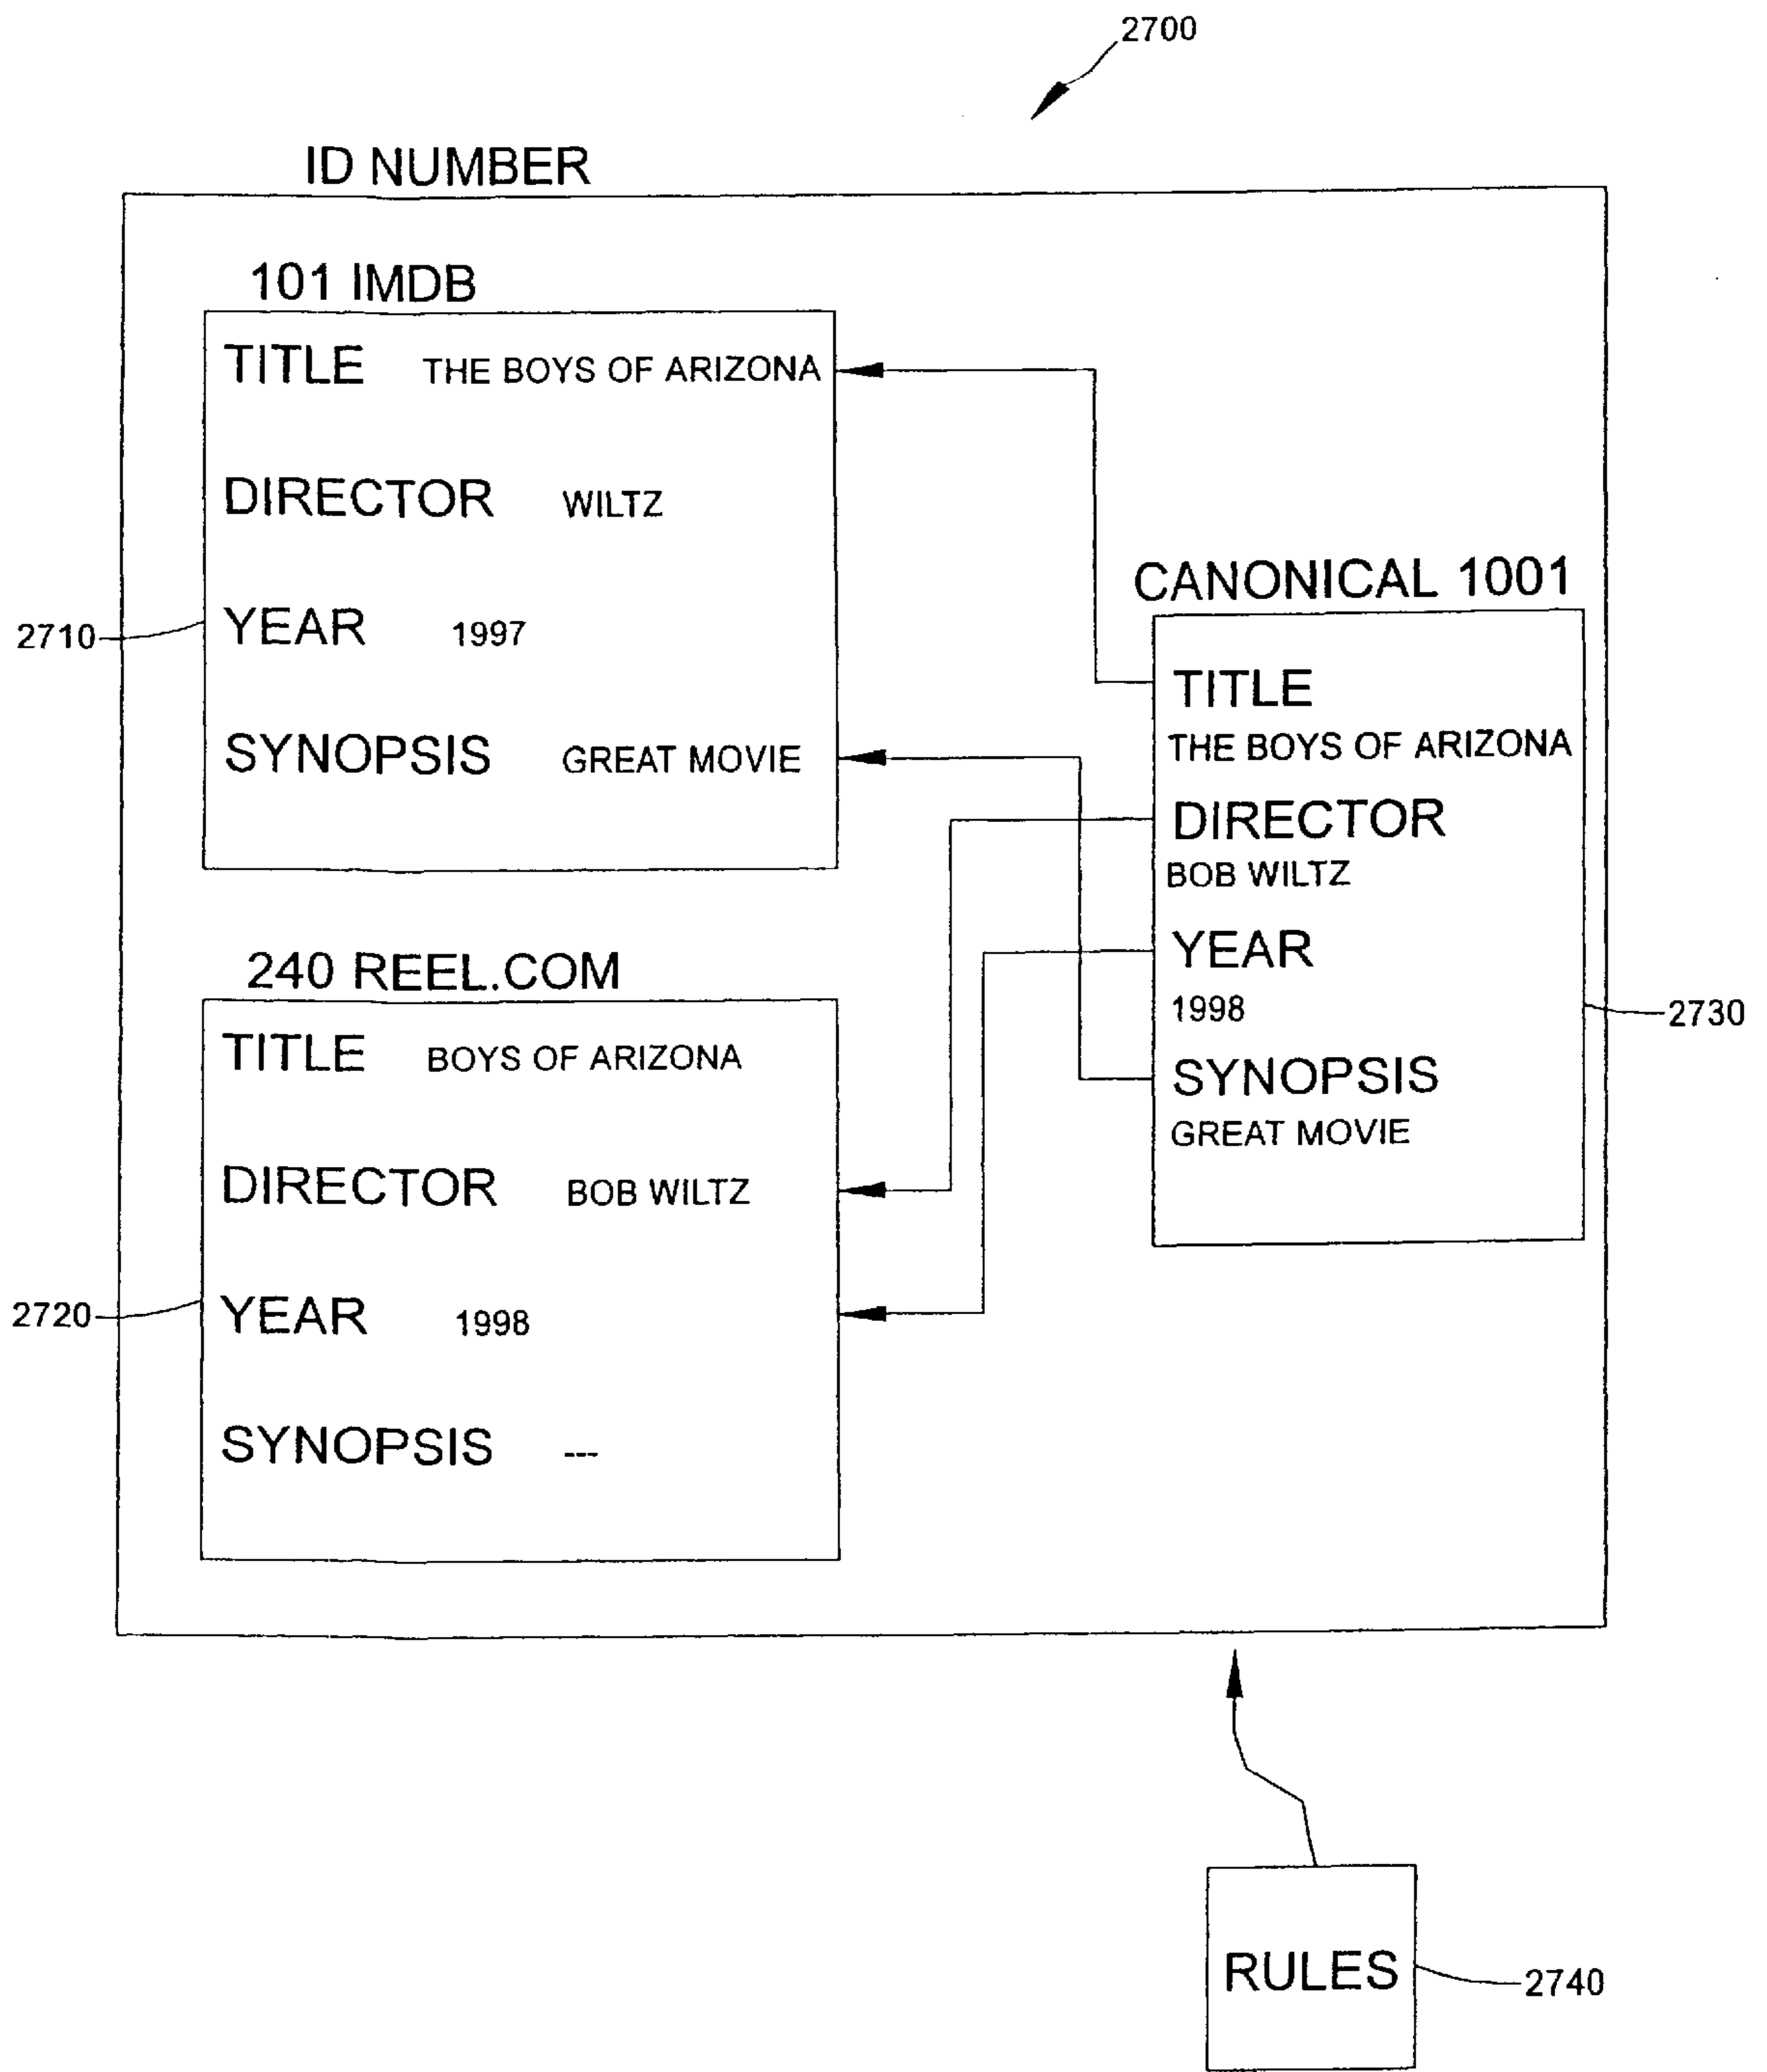 2700
ID NUMBER
101 IMDB
TITLE THE BOYS OF ARIZONA
DIRECTOR WILTZ
2710 YEAR 1997
SYNOPSIS GREAT MOVIE
240 REEL.COM
TITLE BOYS OF ARIZONA
DIRECTOR BOB WILTZ
2720 YEAR 1998
SYNOPSIS ---
CANONICAL 1001
TITLE
THE BOYS OF ARIZONA
DIRECTOR
BOB WILTZ
YEAR
1998
2730
SYNOPSIS
GREAT MOVIE
RULES
2740